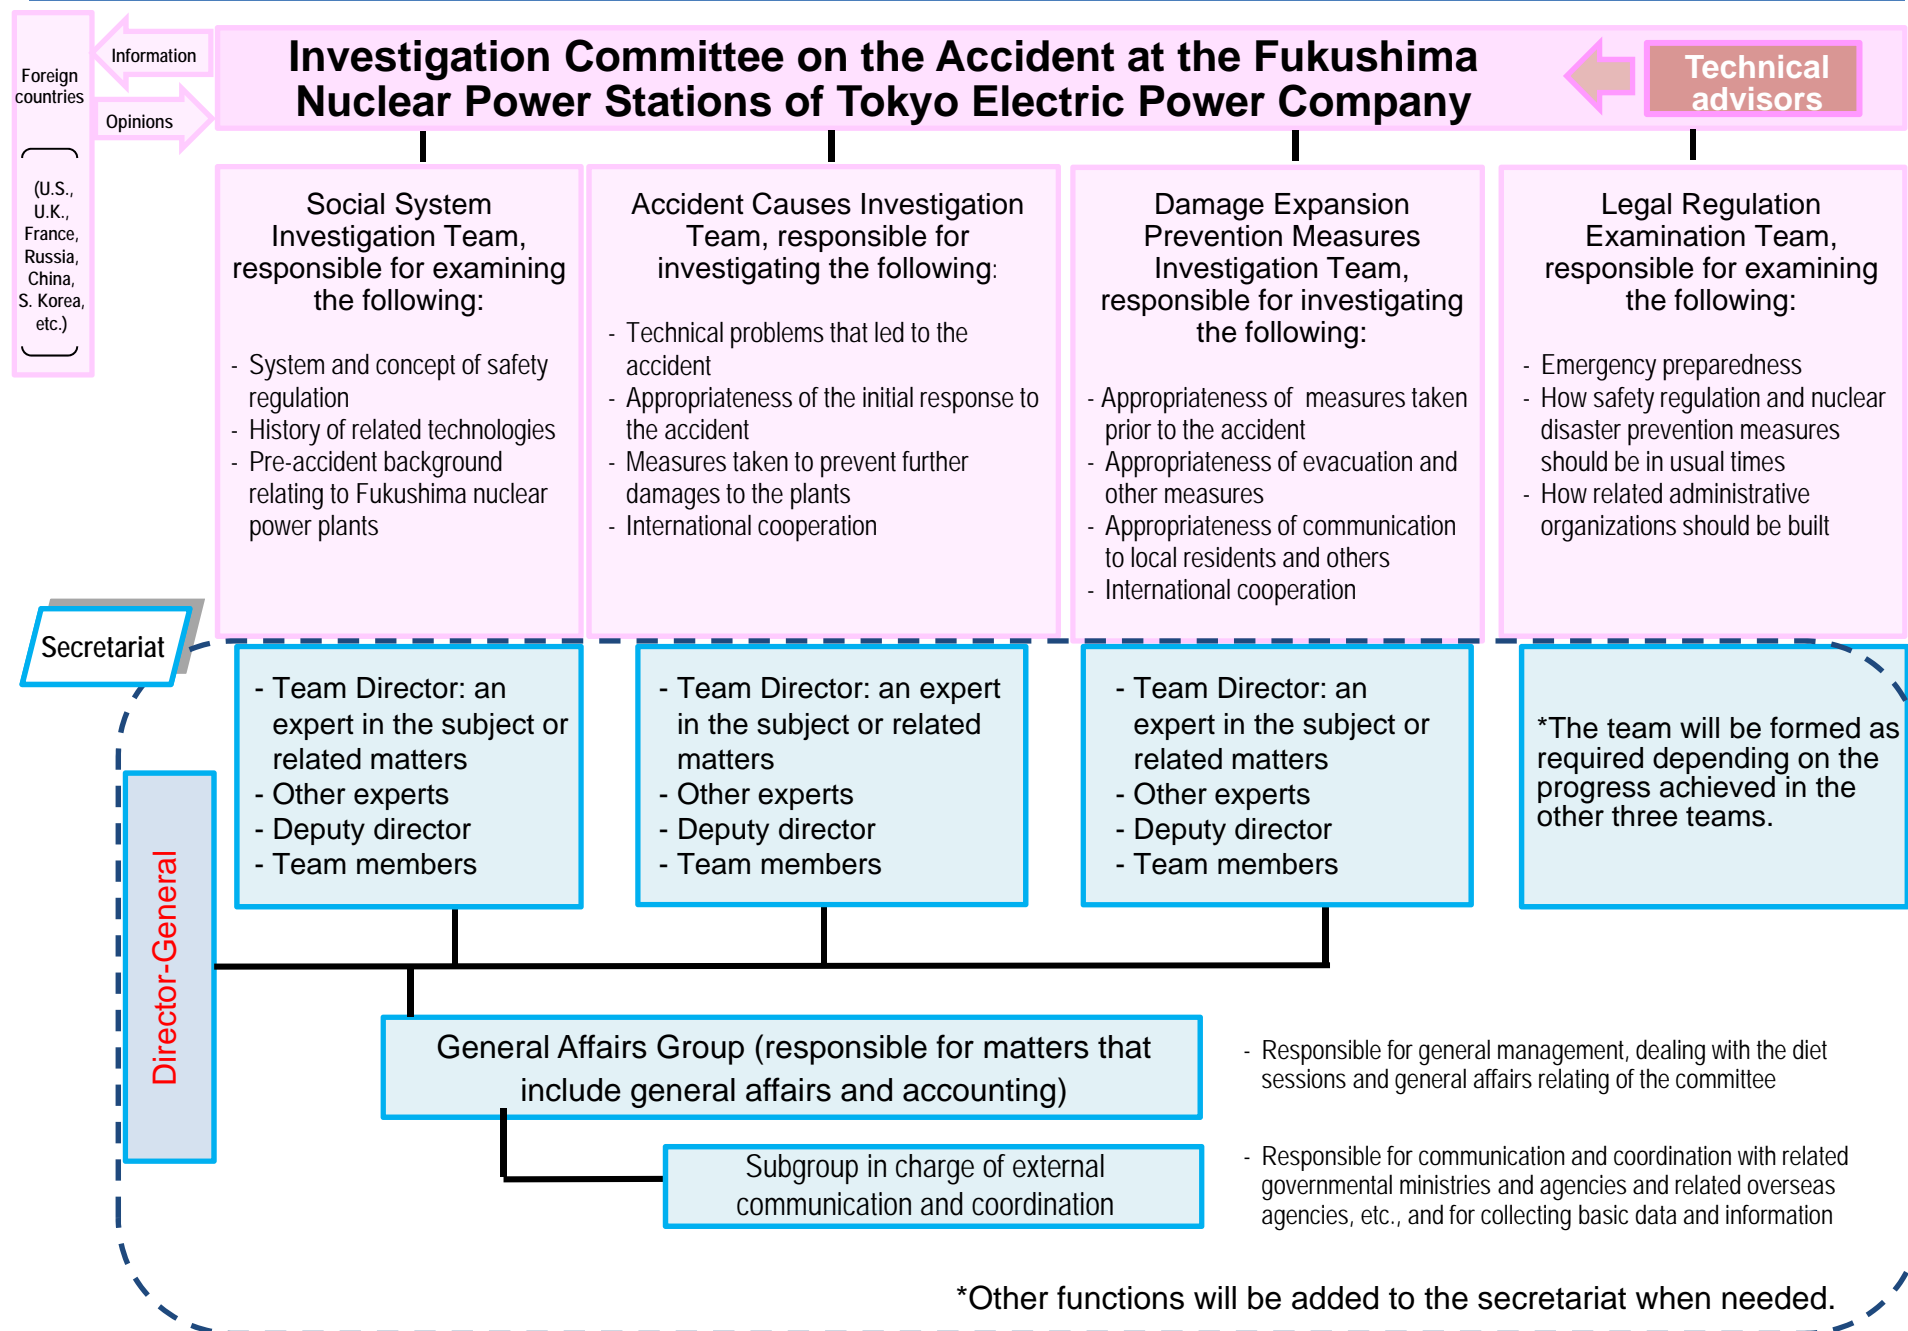 Foreign
countries
(U.S.,
U.K.,
France,
Russia,
China,
S. Korea,
etc.)
Information
Opinions
Investigation Committee on the Accident at the Fukushima
Nuclear Power Stations of Tokyo Electric Power Company
Technical
advisors
Social System
Investigation Team,
responsible for examining
the following:
- System and concept of safety
regulation
- History of related technologies
- Pre-accident background
relating to Fukushima nuclear
power plants
Accident Causes Investigation
Team, responsible for
investigating the following:
- Technical problems that led to the
accident
- Appropriateness of the initial response to
the accident
- Measures taken to prevent further
damages to the plants
- International cooperation
Damage Expansion
Prevention Measures
Investigation Team,
responsible for investigating
the following:
- Appropriateness of measures taken
prior to the accident
- Appropriateness of evacuation and
other measures
- Appropriateness of communication
to local residents and others
- International cooperation
Legal Regulation
Examination Team,
responsible for examining
the following:
- Emergency preparedness
- How safety regulation and nuclear
disaster prevention measures
should be in usual times
- How related administrative
organizations should be built
Secretariat
Director-General
- Team Director: an
expert in the subject or
related matters
- Other experts
- Deputy director
- Team members
- Team Director: an expert
in the subject or related
matters
- Other experts
- Deputy director
- Team members
- Team Director: an
expert in the subject or
related matters
- Other experts
- Deputy director
- Team members
*The team will be formed as
required depending on the
progress achieved in the
other three teams.
General Affairs Group (responsible for matters that
include general affairs and accounting)
- Responsible for general management, dealing with the diet
sessions and general affairs relating of the committee
Subgroup in charge of external
communication and coordination
- Responsible for communication and coordination with related
governmental ministries and agencies and related overseas
agencies, etc., and for collecting basic data and information
*Other functions will be added to the secretariat when needed.